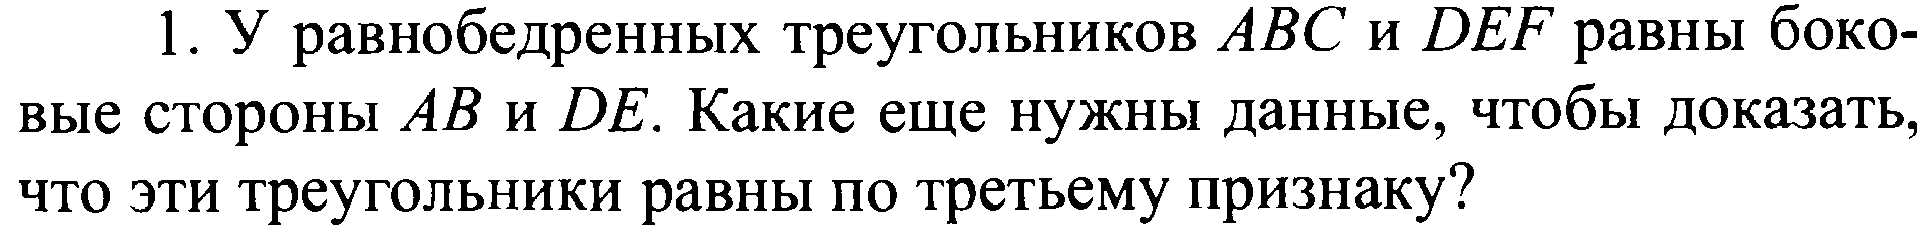 1. У равнобедренных треугольников ABC и DEF равны боко-
вые стороны AB и DE. Какие еще нужны данные, чтобы доказать,
что эти треугольники равны по третьему признаку?